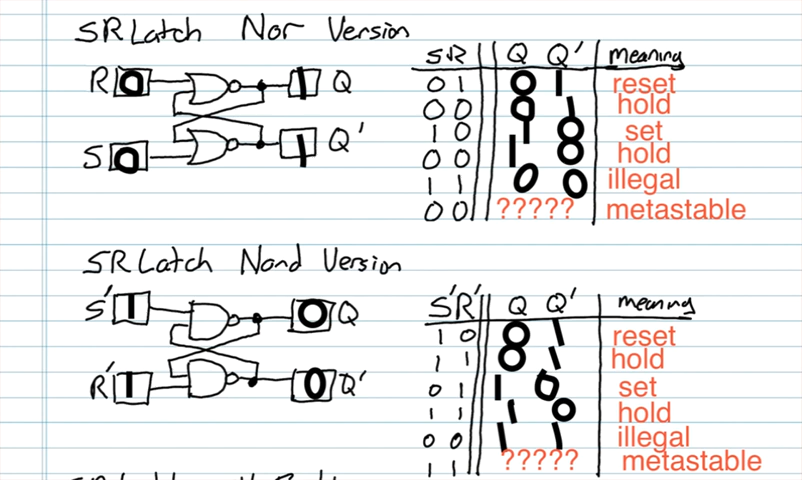 SR Latch Nor Version
S R Q Q' meaning
R 0 1 Q
0 1 0 1 reset
0 0 0 1 hold
1 0 1 0 set
S 0 1 Q'
0 0 1 0 hold
1 1 0 0 illegal
0 0 ????? metastable
SR Latch Nand Version
S' R' Q Q' meaning
S' 1 0 Q
1 0 0 1 reset
1 1 0 1 hold
R' 1 0 Q'
0 1 1 0 set
1 1 1 0 hold
0 0 1 1 illegal
1 1 ????? metastable